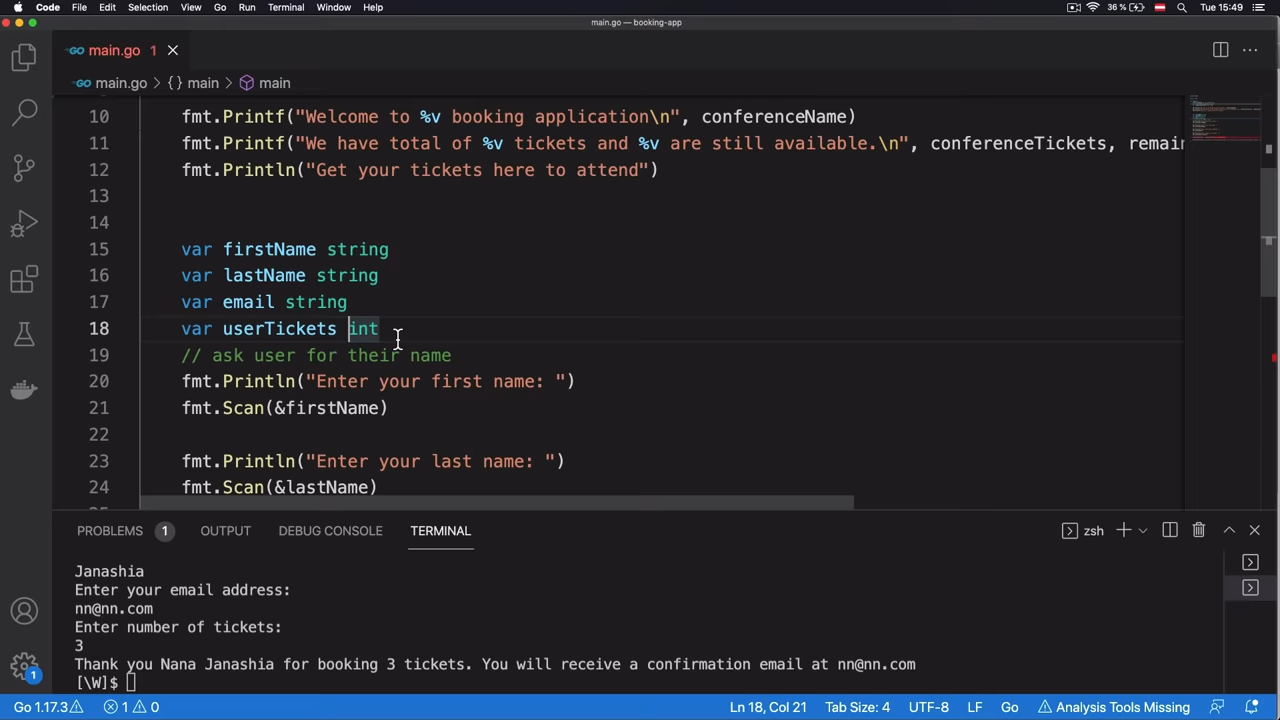 Code File Edit Selection View Go Run Terminal Window Help 36 % Tue 15:49
main.go — booking-app
main.go 1
main.go > {} main > main
10 fmt.Printf("Welcome to %v booking application\n", conferenceName)
11 fmt.Printf("We have total of %v tickets and %v are still available.\n", conferenceTickets, remain
12 fmt.Println("Get your tickets here to attend")
13
14
15 var firstName string
16 var lastName string
17 var email string
18 var userTickets int
19 // ask user for their name
20 fmt.Println("Enter your first name: ")
21 fmt.Scan(&firstName)
22
23 fmt.Println("Enter your last name: ")
24 fmt.Scan(&lastName)
PROBLEMS 1 OUTPUT DEBUG CONSOLE TERMINAL zsh
Janashia
Enter your email address:
nn@nn.com
Enter number of tickets:
3
Thank you Nana Janashia for booking 3 tickets. You will receive a confirmation email at nn@nn.com
[\W]$
1
Go 1.17.3 1 0 Ln 18, Col 21 Tab Size: 4 UTF-8 LF Go Analysis Tools Missing